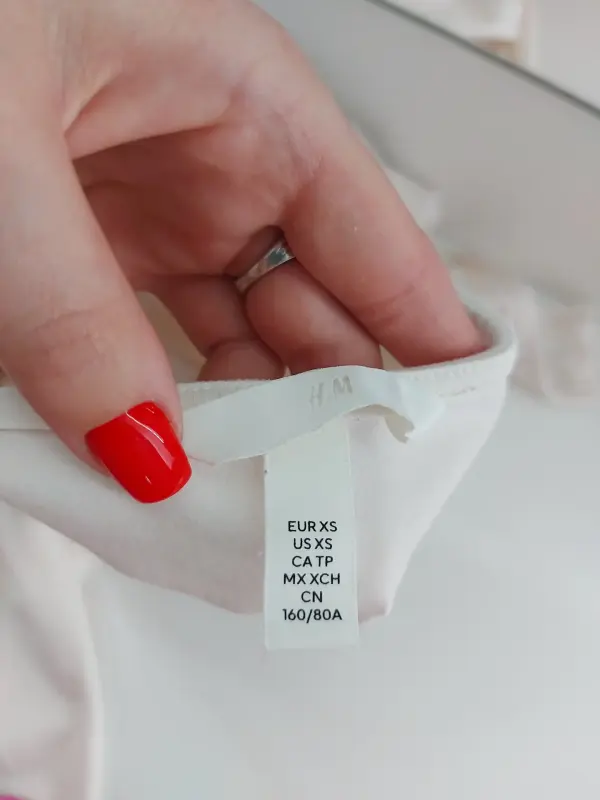 H M
EUR XS
US XS
CA TP
MX XCH
CN
160/80A